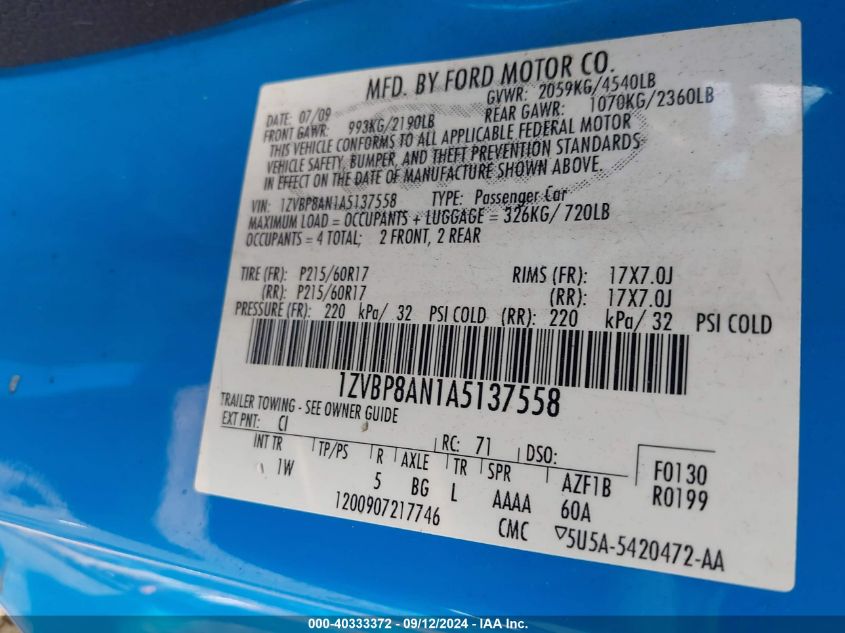 MFD. BY FORD MOTOR CO.
DATE: 07/09 GVWR: 2059KG/4540LB
FRONT GAWR: 993KG/2190LB REAR GAWR: 1070KG/2360LB
THIS VEHICLE CONFORMS TO ALL APPLICABLE FEDERAL MOTOR
VEHICLE SAFETY, BUMPER, AND THEFT PREVENTION STANDARDS
IN EFFECT ON THE DATE OF MANUFACTURE SHOWN ABOVE.
VIN: 1ZVBP8AN1A5137558 TYPE: Passenger Car
MAXIMUM LOAD = OCCUPANTS + LUGGAGE = 326KG/ 720LB
OCCUPANTS = 4 TOTAL; 2 FRONT, 2 REAR
TIRE (FR): P215/60R17 RIMS (FR): 17X7.0J
(RR): P215/60R17 (RR): 17X7.0J
PRESSURE (FR): 220 kPa/ 32 PSI COLD (RR): 220 kPa/ 32 PSI COLD
1ZVBP8AN1A5137558
TRAILER TOWING - SEE OWNER GUIDE
EXT PNT: CI RC: 71 DSO:
INT TR TP/PS R AXLE TR SPR AZF1B F0130
1W 5 BG L AAAA 60A R0199
1200907217746 CMC ▽5U5A-5420472-AA
000-40333372 - 09/12/2024 - IAA Inc.